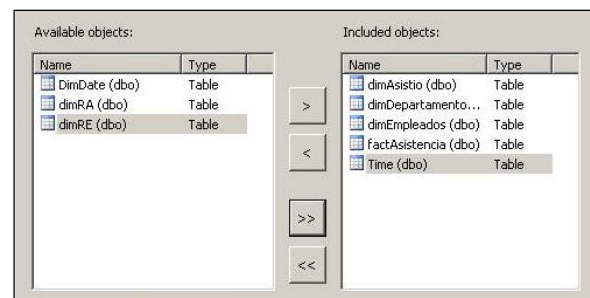 Available objects:
Name Type
DimDate (dbo) Table
dimRA (dbo) Table
dimRE (dbo) Table
>
<
>>
<<
Included objects:
Name Type
dimAsistio (dbo) Table
dimDepartamento... Table
dimEmpleados (dbo) Table
factAsistencia (dbo) Table
Time (dbo) Table